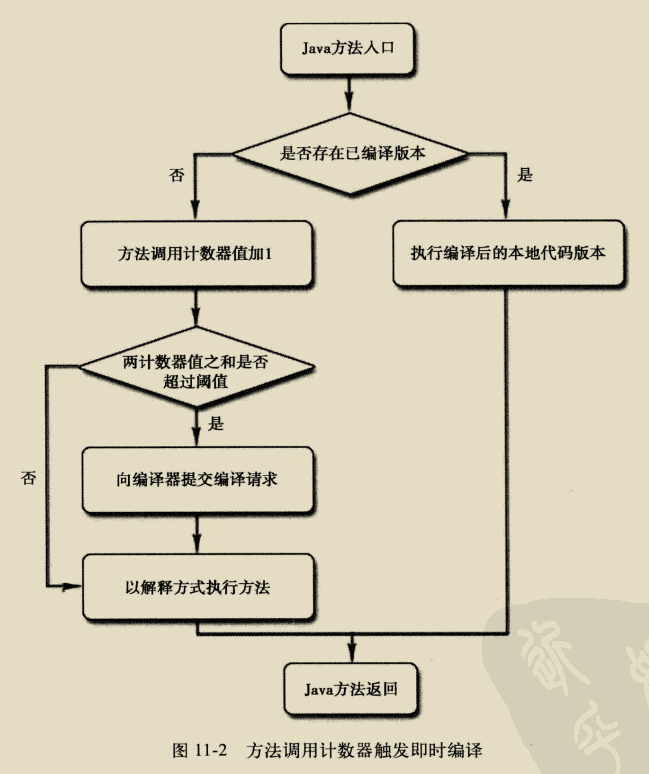 Java方法入口
是否存在已编译版本
否
是
方法调用计数器值加1
执行编译后的本地代码版本
两计数器值之和是否
超过阈值
是
否
向编译器提交编译请求
以解释方式执行方法
Java方法返回
图 11-2 方法调用计数器触发即时编译